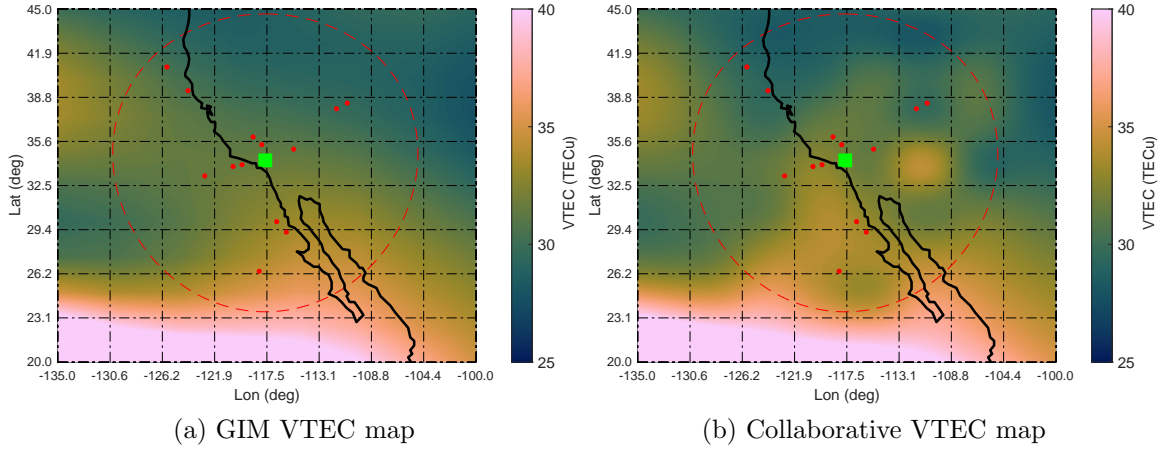 45.0
41.9
38.8
35.6
32.5
29.4
26.2
23.1
20.0
Lat (deg)
-135.0 -130.6 -126.2 -121.9 -117.5 -113.1 -108.8 -104.4 -100.0
Lon (deg)
40
35
30
25
VTEC (TECu)
(a) GIM VTEC map
45.0
41.9
38.8
35.6
32.5
29.4
26.2
23.1
20.0
Lat (deg)
-135.0 -130.6 -126.2 -121.9 -117.5 -113.1 -108.8 -104.4 -100.0
Lon (deg)
40
35
30
25
VTEC (TECu)
(b) Collaborative VTEC map